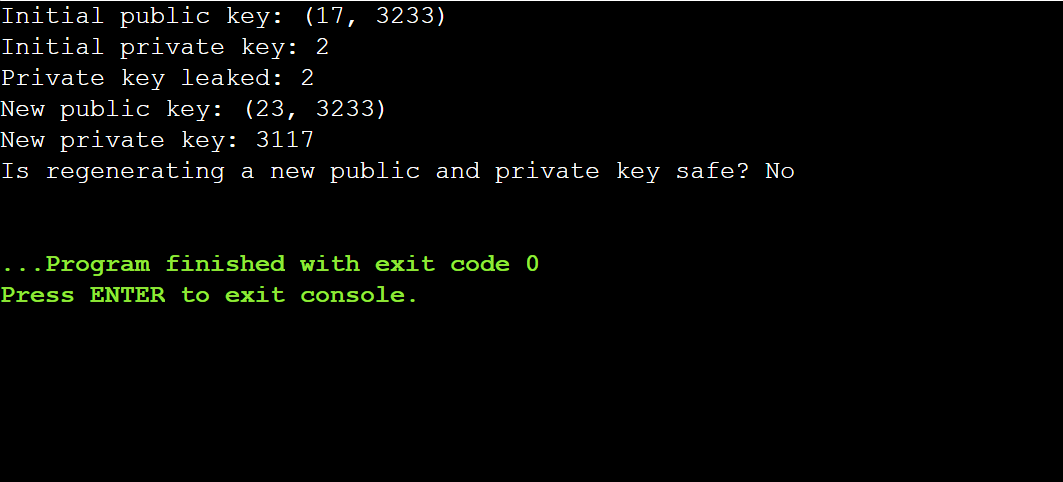 Initial public key: (17, 3233)
Initial private key: 2
Private key leaked: 2
New public key: (23, 3233)
New private key: 3117
Is regenerating a new public and private key safe? No
...Program finished with exit code 0
Press ENTER to exit console.